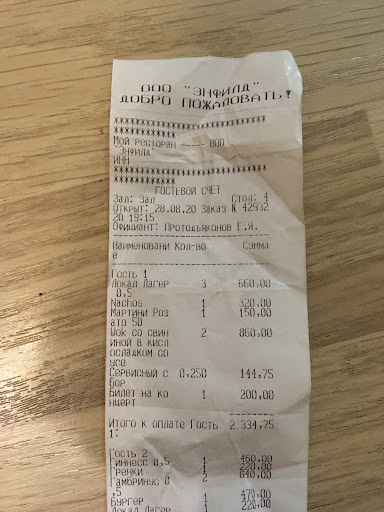 ООО "ЭНФИЛД"
ДОБРО ПОЖАЛОВАТЬ!
Мой ресторан ----- ООО
"ЭНФИЛД"
ИНН
ГОСТЕВОЙ СЧЕТ
Зал: Зал Стол: 4
Открыт: 28.08.20 Заказ № 42932
20 19:15
Официант: Протодьяконов Е.Я.
Наименовани Кол-во Сумма
е
Гость 1
Локал Лагер 3 660,00
0,5
Nachos 1 320,00
Мартини Роз 1 150,00
ато 50
Wok со свин 2 860,00
иной в кисл
осладком со
усе
Сервисный с 0,250 144,75
бор
Билет на ко 1 200,00
нцерт
Итого к оплате Гость 2 334,75
1:
Гость 2
Гиннесс 0,5 1 460,00
Гренки 1 220,00
Гамбринус 0 2 640,00
,5
Бургер 1 470,00
Локал Лагер 1 220,00